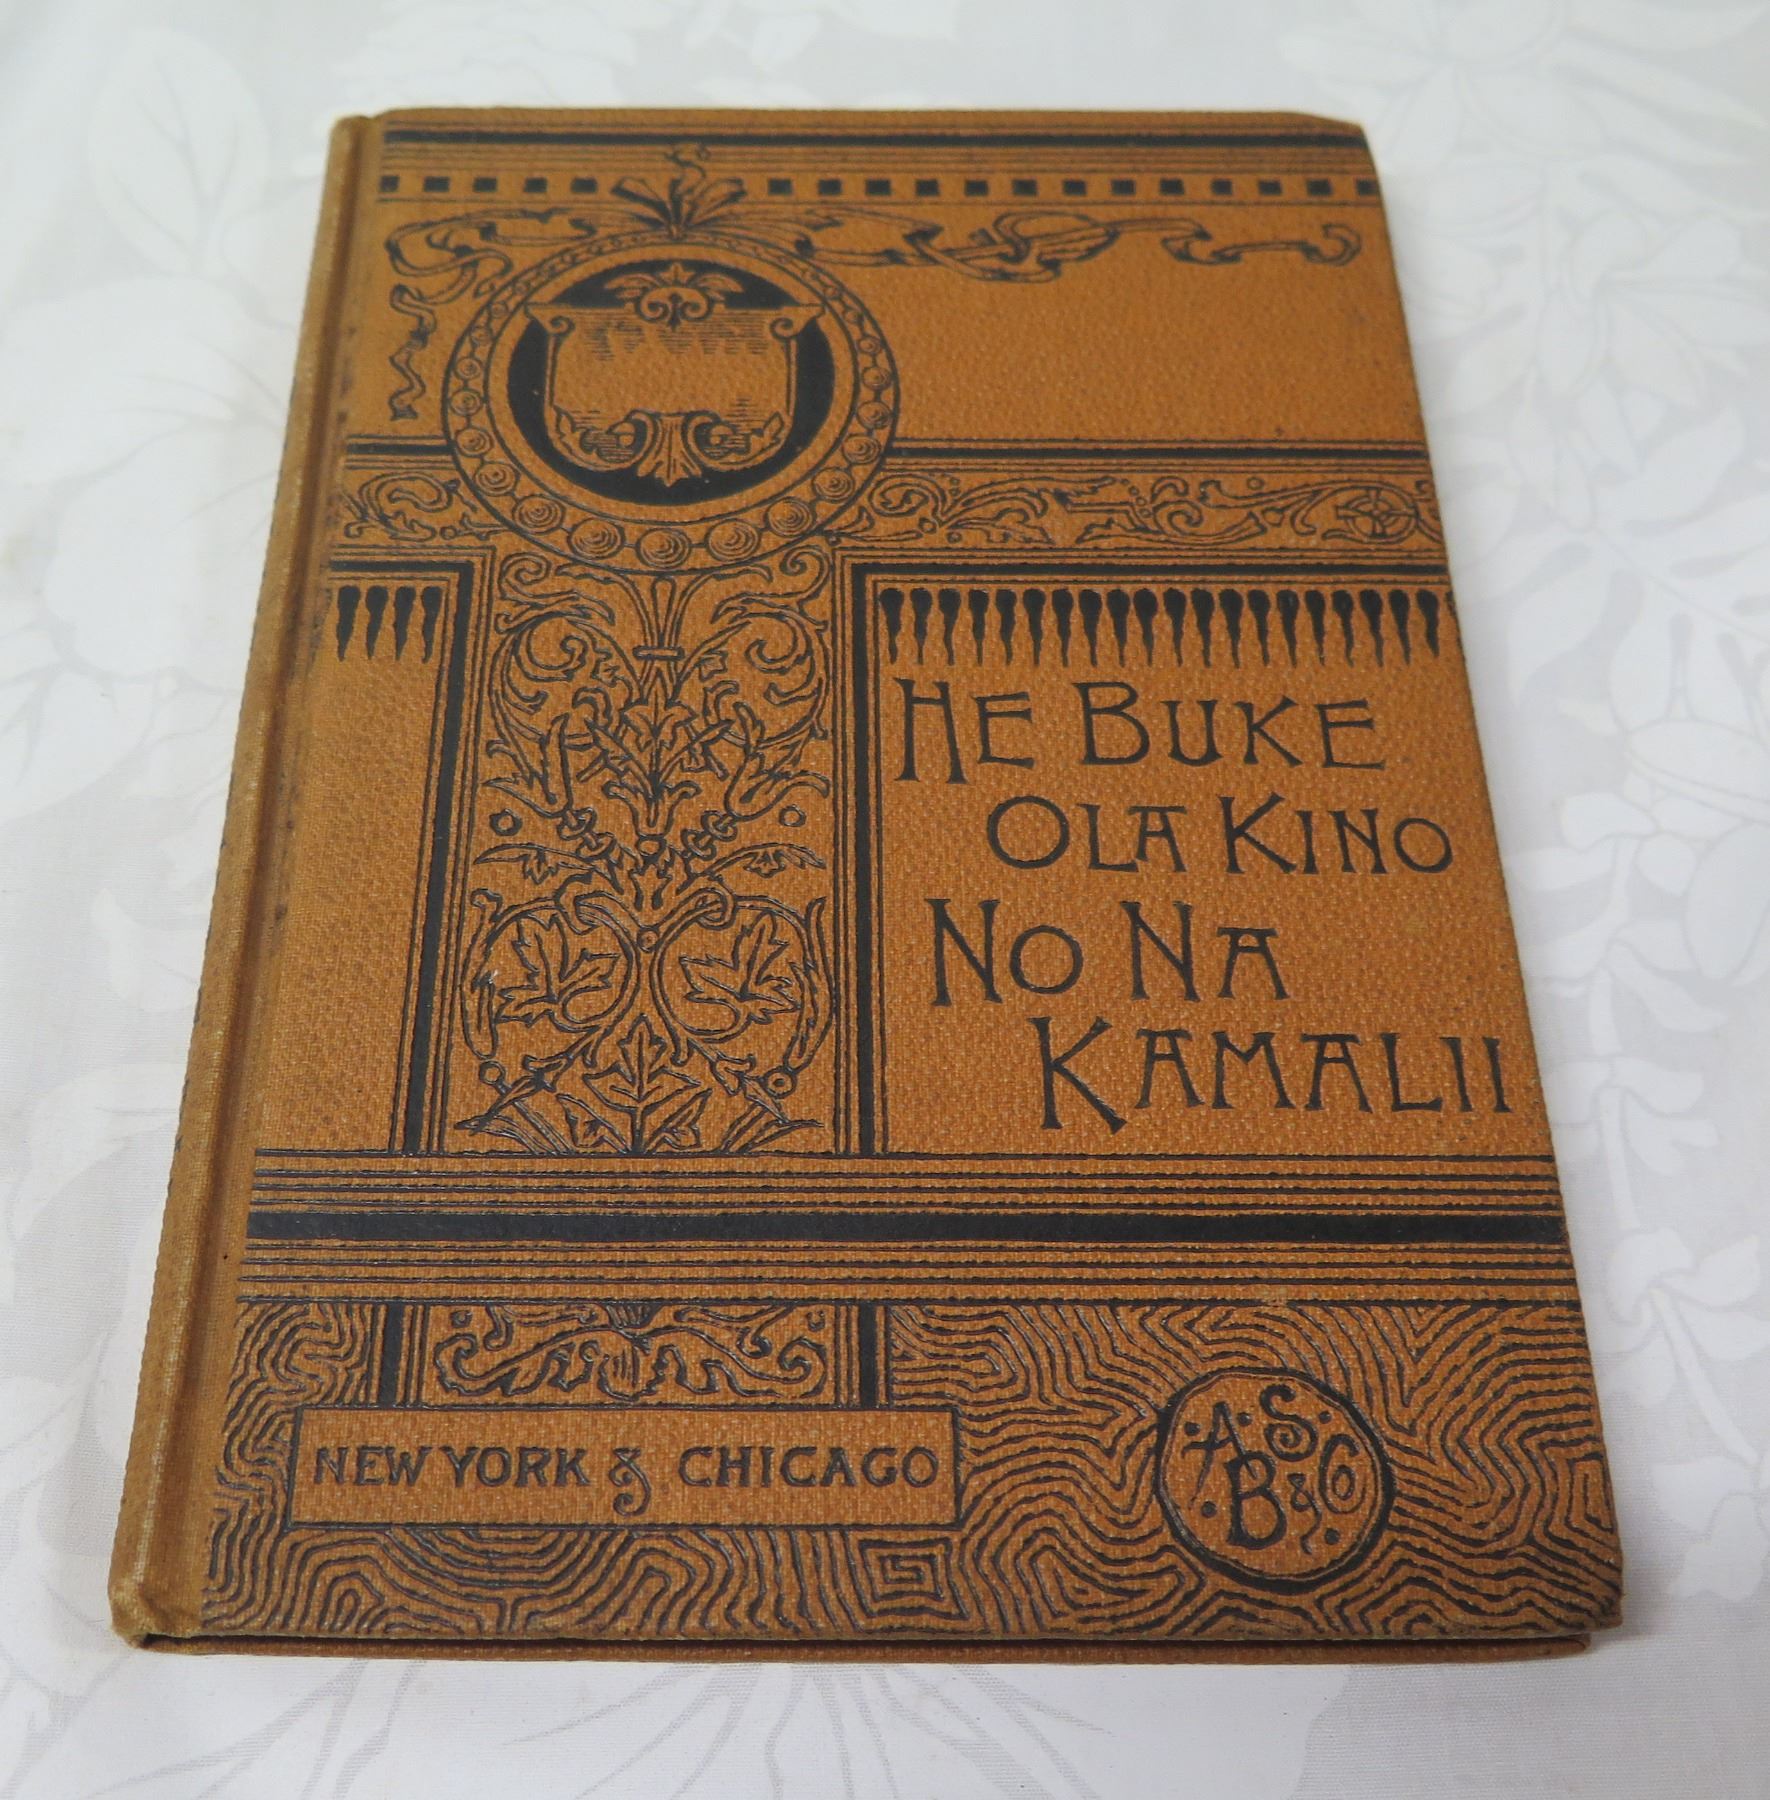 HE BUKE
OLA KINO
NO NA
KAMALII
NEW YORK & CHICAGO
·A·S·
·B&CO·